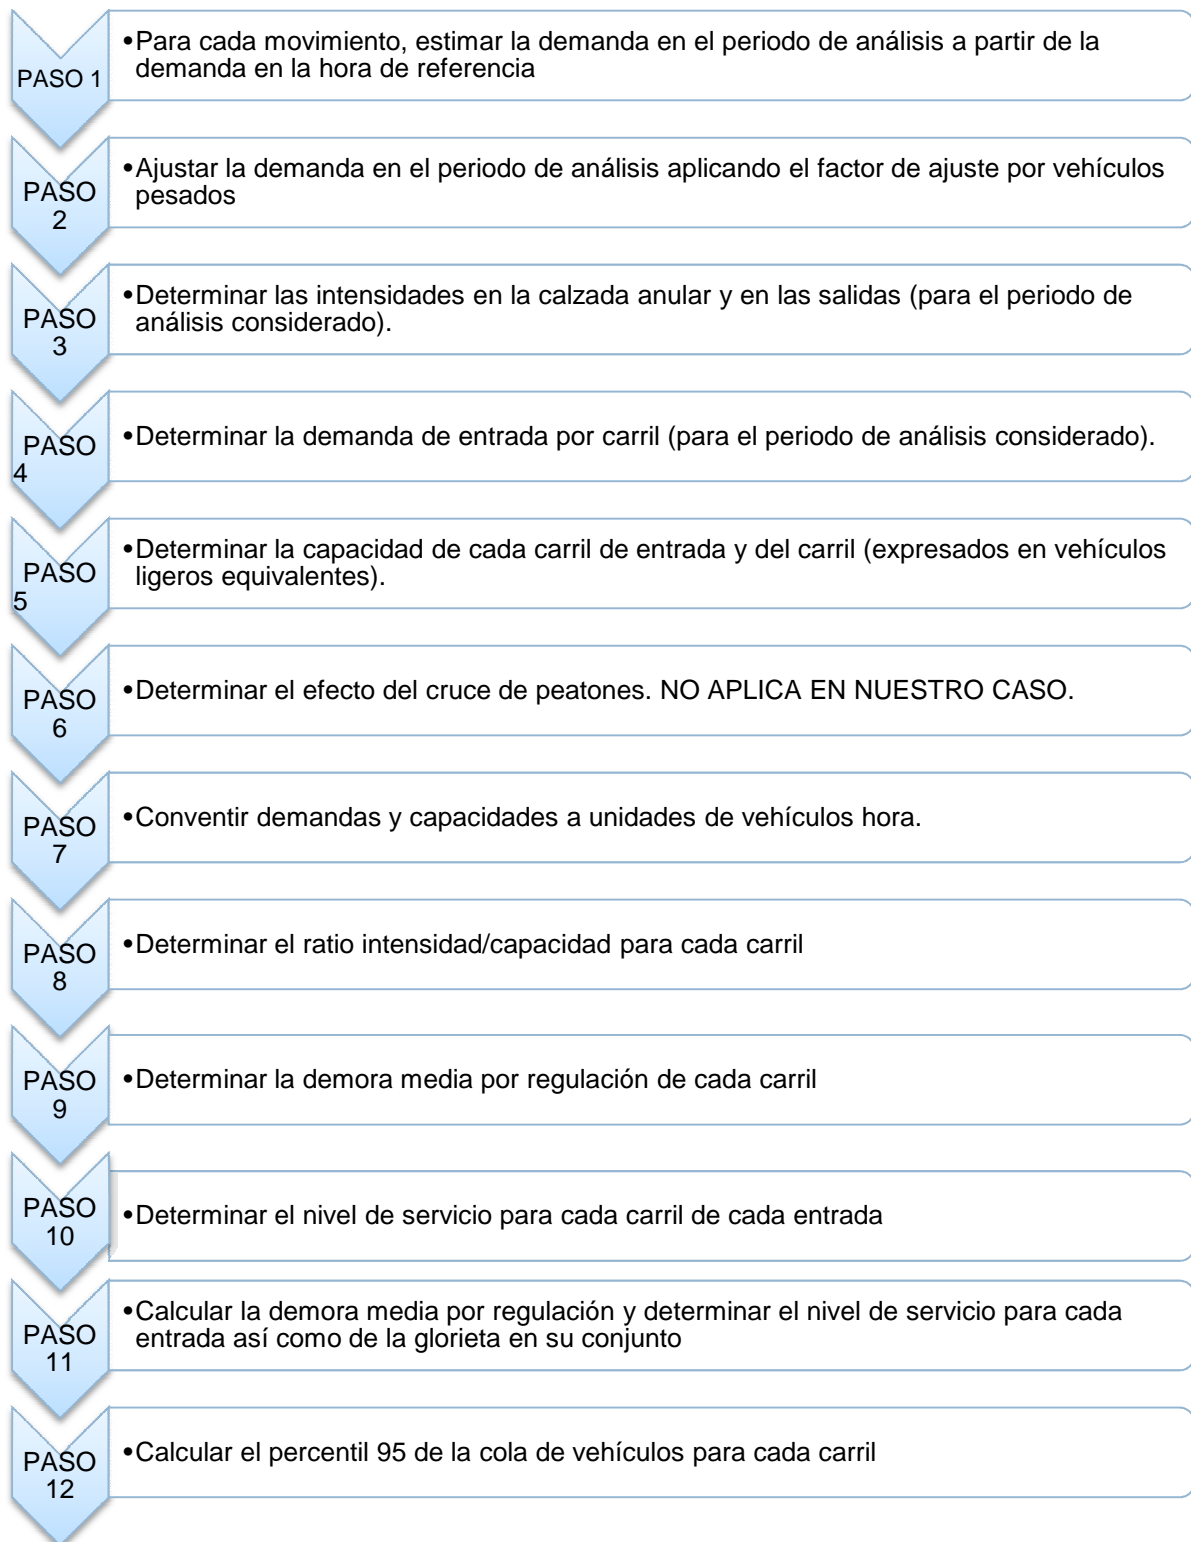 PASO 1
•Para cada movimiento, estimar la demanda en el periodo de análisis a partir de la
demanda en la hora de referencia
PASO
2
•Ajustar la demanda en el periodo de análisis aplicando el factor de ajuste por vehículos
pesados
PASO
3
•Determinar las intensidades en la calzada anular y en las salidas (para el periodo de
análisis considerado).
PASO
4
•Determinar la demanda de entrada por carril (para el periodo de análisis considerado).
PASO
5
•Determinar la capacidad de cada carril de entrada y del carril (expresados en vehículos
ligeros equivalentes).
PASO
6
•Determinar el efecto del cruce de peatones. NO APLICA EN NUESTRO CASO.
PASO
7
•Conventir demandas y capacidades a unidades de vehículos hora.
PASO
8
•Determinar el ratio intensidad/capacidad para cada carril
PASO
9
•Determinar la demora media por regulación de cada carril
PASO
10
•Determinar el nivel de servicio para cada carril de cada entrada
PASO
11
•Calcular la demora media por regulación y determinar el nivel de servicio para cada
entrada así como de la glorieta en su conjunto
PASO
12
•Calcular el percentil 95 de la cola de vehículos para cada carril